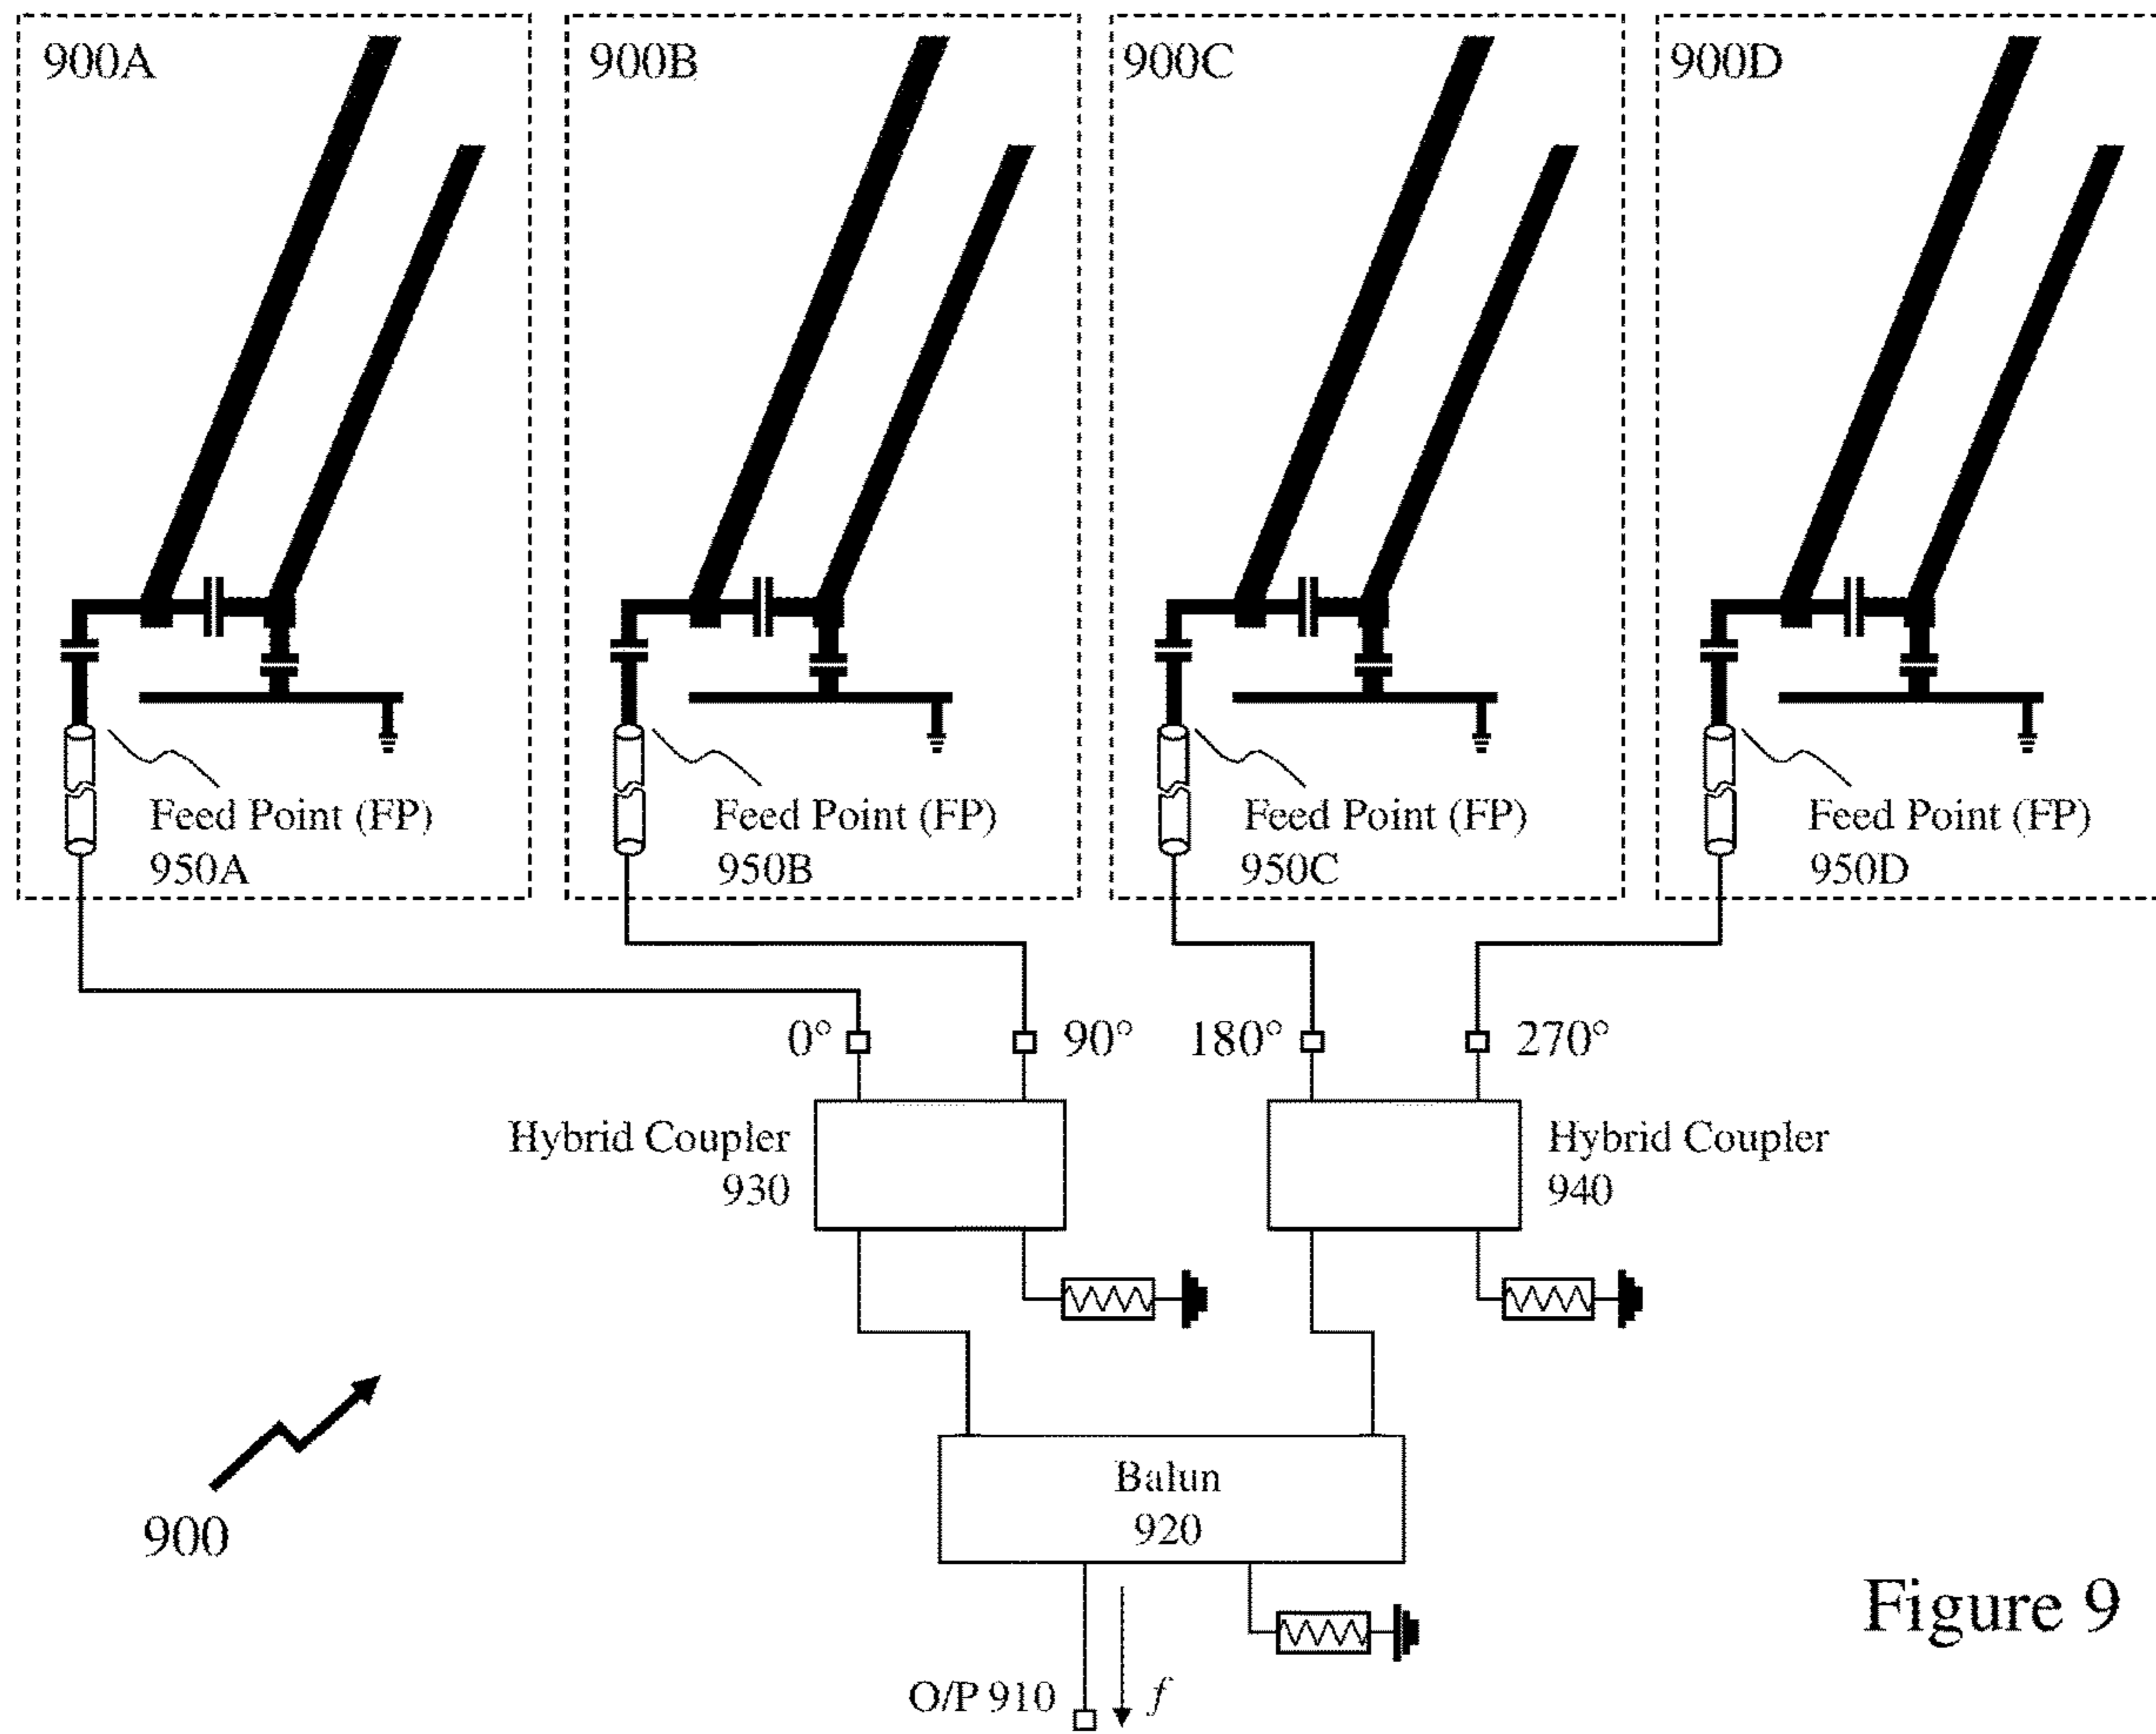 900A
900B
900C
900D
Feed Point (FP)
950A
Feed Point (FP)
950B
Feed Point (FP)
950C
Feed Point (FP)
950D
0°
90°
180°
270°
Hybrid Coupler
930
Hybrid Coupler
940
Balun
920
900
O/P 910
f
Figure 9